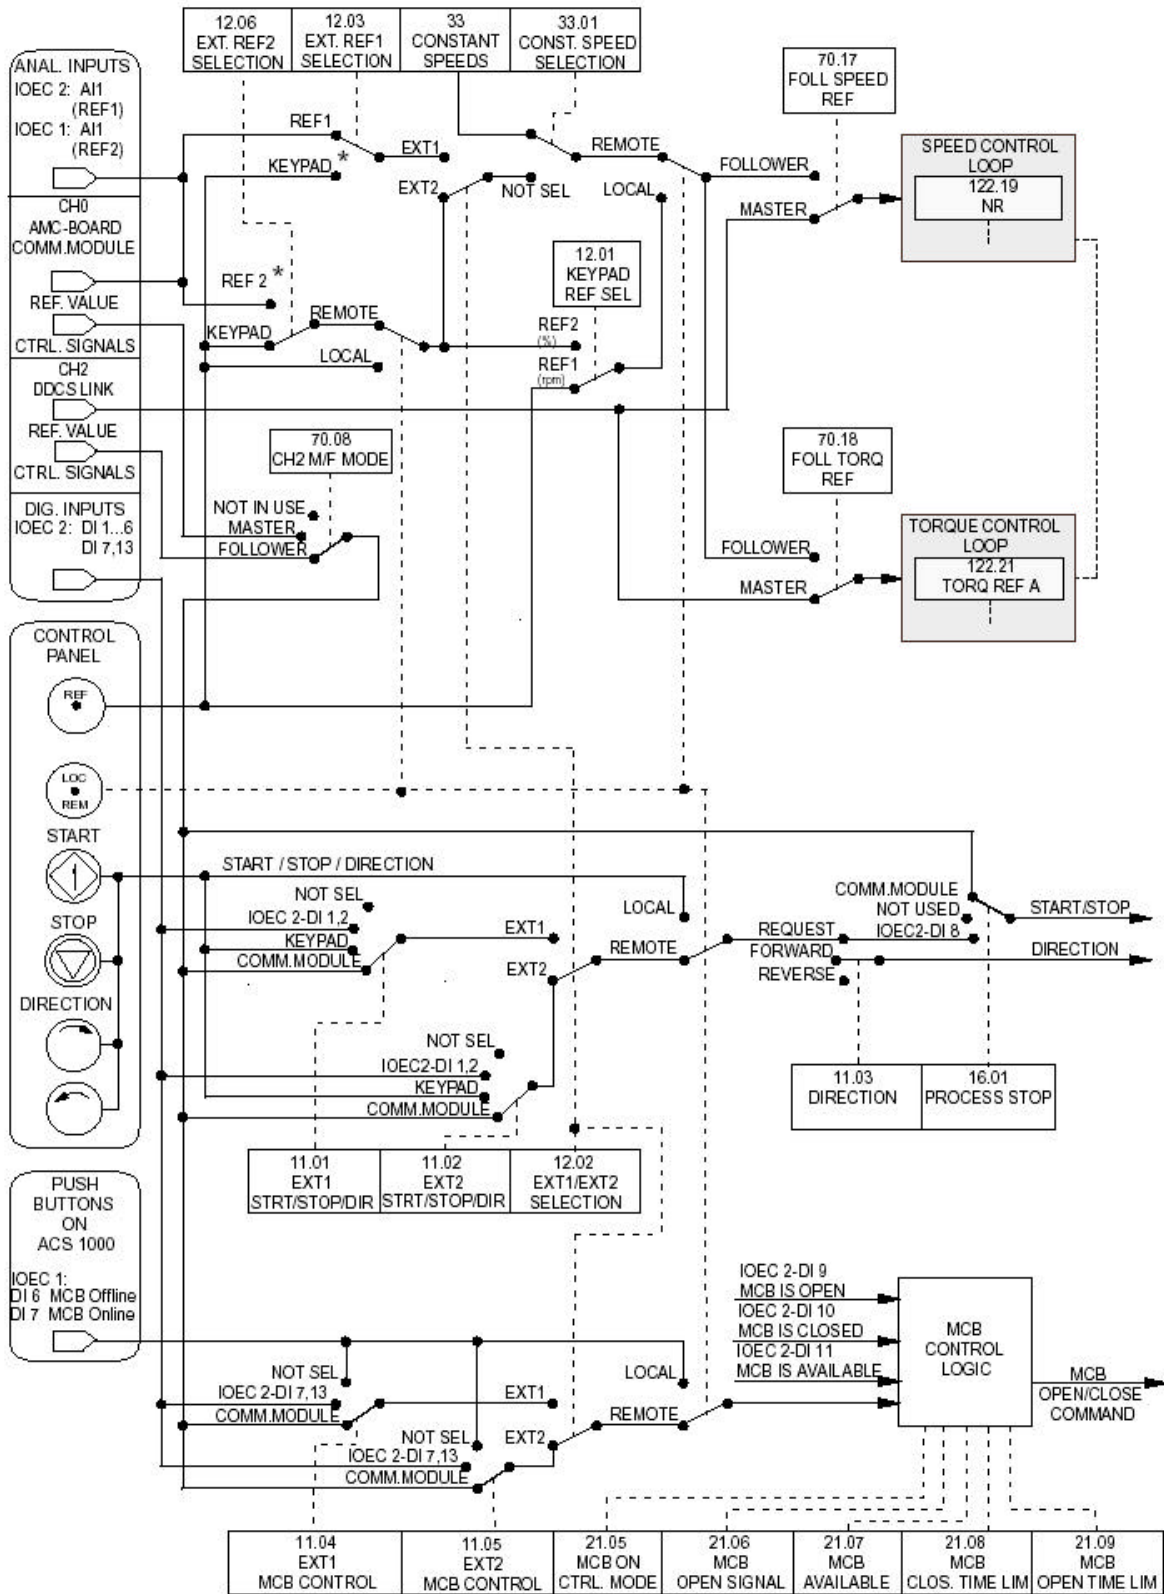 12.06
EXT. REF2
SELECTION
12.03
EXT. REF1
SELECTION
33
CONSTANT
SPEEDS
33.01
CONST. SPEED
SELECTION
70.17
FOLL SPEED
REF
ANAL. INPUTS
IOEC 2: AI1
(REF1)
IOEC 1: AI1
(REF2)
CH0
AMC-BOARD
COMM.MODULE
REF. VALUE
CTRL. SIGNALS
CH2
DDCS LINK
REF. VALUE
CTRL. SIGNALS
DIG. INPUTS
IOEC 2: DI 1...6
DI 7,13
REF1
KEYPAD *
EXT1
EXT2
NOT SEL
REMOTE
LOCAL
FOLLOWER
MASTER
SPEED CONTROL
LOOP
122.19
NR
REF 2 *
KEYPAD
REMOTE
LOCAL
12.01
KEYPAD
REF SEL
REF2
(%)
REF1
(rpm)
70.08
CH2 M/F MODE
NOT IN USE
MASTER
FOLLOWER
70.18
FOLL TORQ
REF
FOLLOWER
MASTER
TORQUE CONTROL
LOOP
122.21
TORQ REF A
CONTROL
PANEL
REF
LOC
REM
START
STOP
DIRECTION
START / STOP / DIRECTION
NOT SEL
IOEC 2-DI 1,2
KEYPAD
COMM.MODULE
EXT1
EXT2
LOCAL
REMOTE
REQUEST
FORWARD
REVERSE
COMM.MODULE
NOT USED
IOEC2-DI 8
START/STOP
DIRECTION
NOT SEL
IOEC2-DI 1,2
KEYPAD
COMM.MODULE
11.03
DIRECTION
16.01
PROCESS STOP
11.01
EXT1
STRT/STOP/DIR
11.02
EXT2
STRT/STOP/DIR
12.02
EXT1/EXT2
SELECTION
PUSH
BUTTONS
ON
ACS 1000
IOEC 1:
DI 6 MCB Offline
DI 7 MCB Online
NOT SEL
IOEC 2-DI 7,13
COMM.MODULE
EXT1
NOT SEL
IOEC 2-DI 7,13
COMM.MODULE
EXT2
LOCAL
REMOTE
IOEC 2-DI 9
MCB IS OPEN
IOEC 2-DI 10
MCB IS CLOSED
IOEC 2-DI 11
MCB IS AVAILABLE
MCB
CONTROL
LOGIC
MCB
OPEN/CLOSE
COMMAND
11.04
EXT1
MCB CONTROL
11.05
EXT2
MCB CONTROL
21.05
MCB ON
CTRL. MODE
21.06
MCB
OPEN SIGNAL
21.07
MCB
AVAILABLE
21.08
MCB
CLOS. TIME LIM
21.09
MCB
OPEN TIME LIM